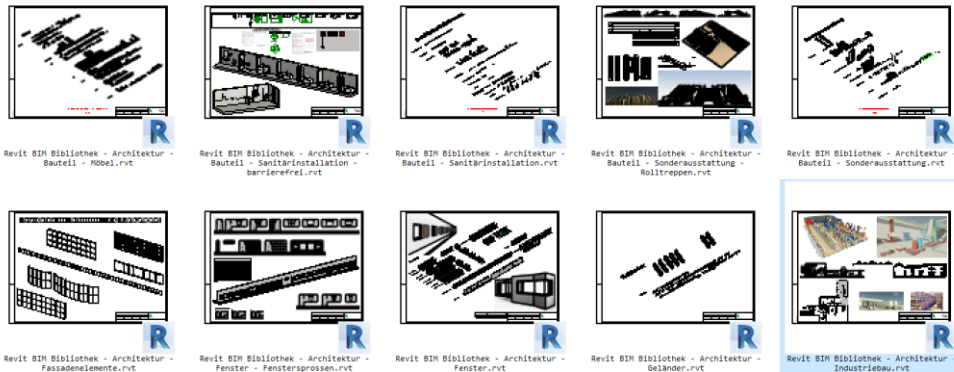 Revit BIM Bibliothek - Architektur -
Bauteil - Möbel.rvt
Revit BIM Bibliothek - Architektur -
Bauteil - Sanitärinstallation -
barrierefrei.rvt
Revit BIM Bibliothek - Architektur -
Bauteil - Sanitärinstallation.rvt
Revit BIM Bibliothek - Architektur -
Bauteil - Sonderausstattung -
Rolltreppen.rvt
Revit BIM Bibliothek - Architektur -
Bauteil - Sonderausstattung.rvt
R
R
R
R
R
Revit BIM Bibliothek - Architektur -
Fassadenelemente.rvt
Revit BIM Bibliothek - Architektur -
Fenster - Fenstersprossen.rvt
Revit BIM Bibliothek - Architektur -
Fenster.rvt
Revit BIM Bibliothek - Architektur -
Geländer.rvt
Revit BIM Bibliothek - Architektur -
Industriebau.rvt
R
R
R
R
R